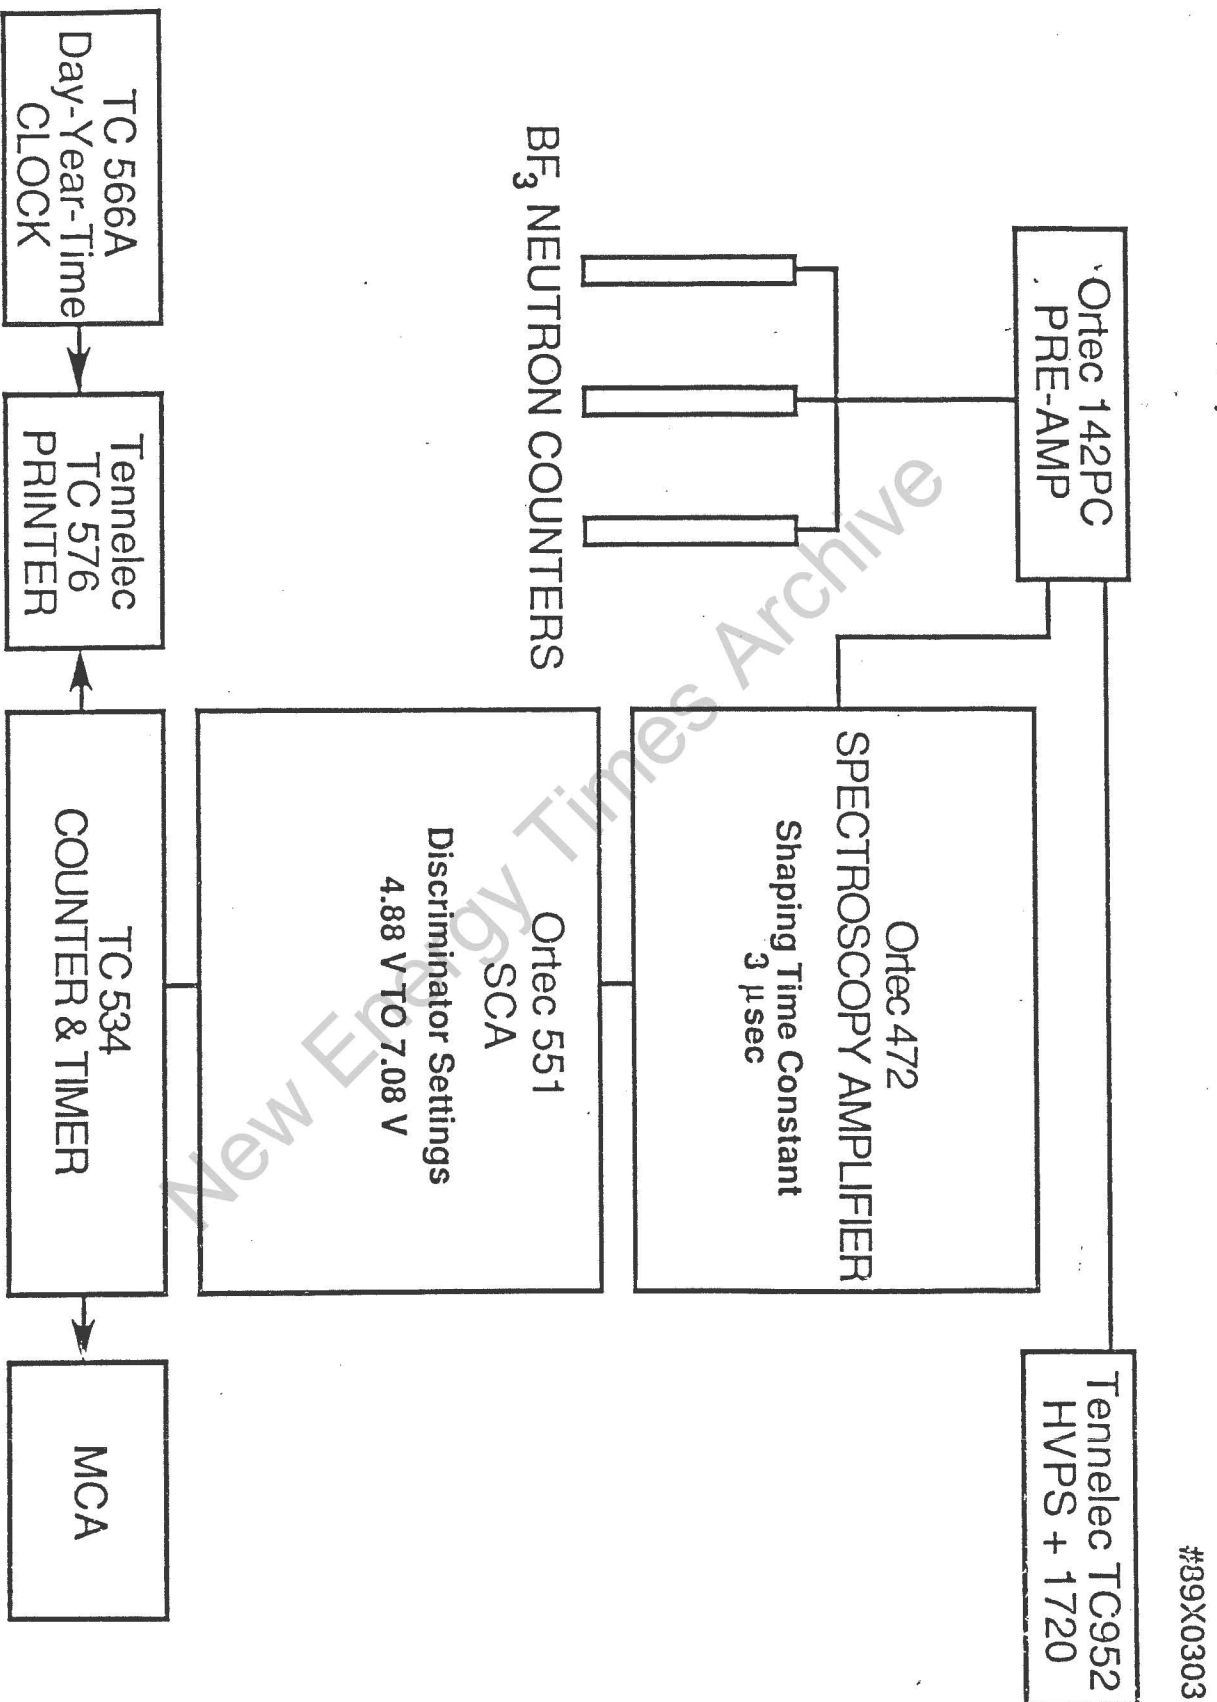 #89X0303
Ortec 142PC
PRE-AMP
Tennelec TC952
HVPS + 1720
BF₃ NEUTRON COUNTERS
Ortec 472
SPECTROSCOPY AMPLIFIER
Shaping Time Constant
3 μsec
Ortec 551
SCA
Discriminator Settings
4.88 V TO 7.08 V
TC 566A
Day-Year-Time
CLOCK
Tennelec
TC 576
PRINTER
TC 534
COUNTER & TIMER
MCA
New Energy Times Archive